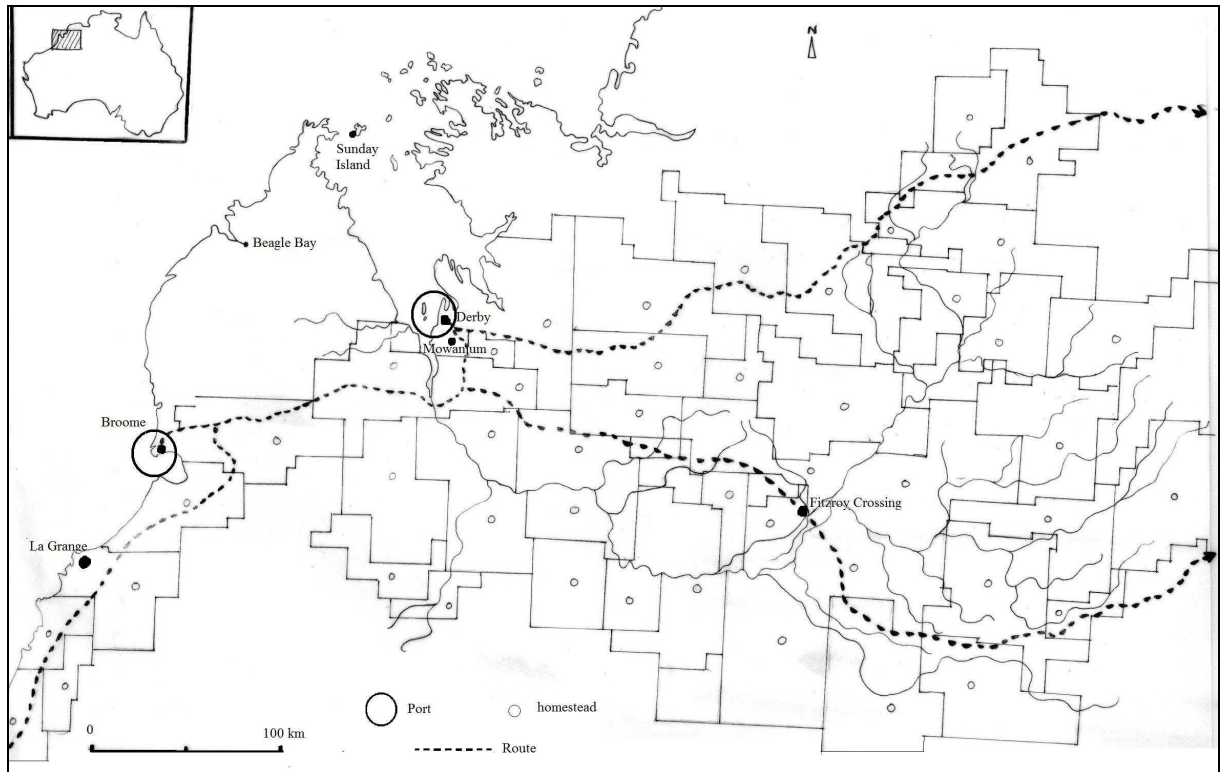 N
Sunday
Island
Beagle Bay
Derby
Mowanjum
Broome
Fitzroy Crossing
La Grange
Port
homestead
0
100 km
Route